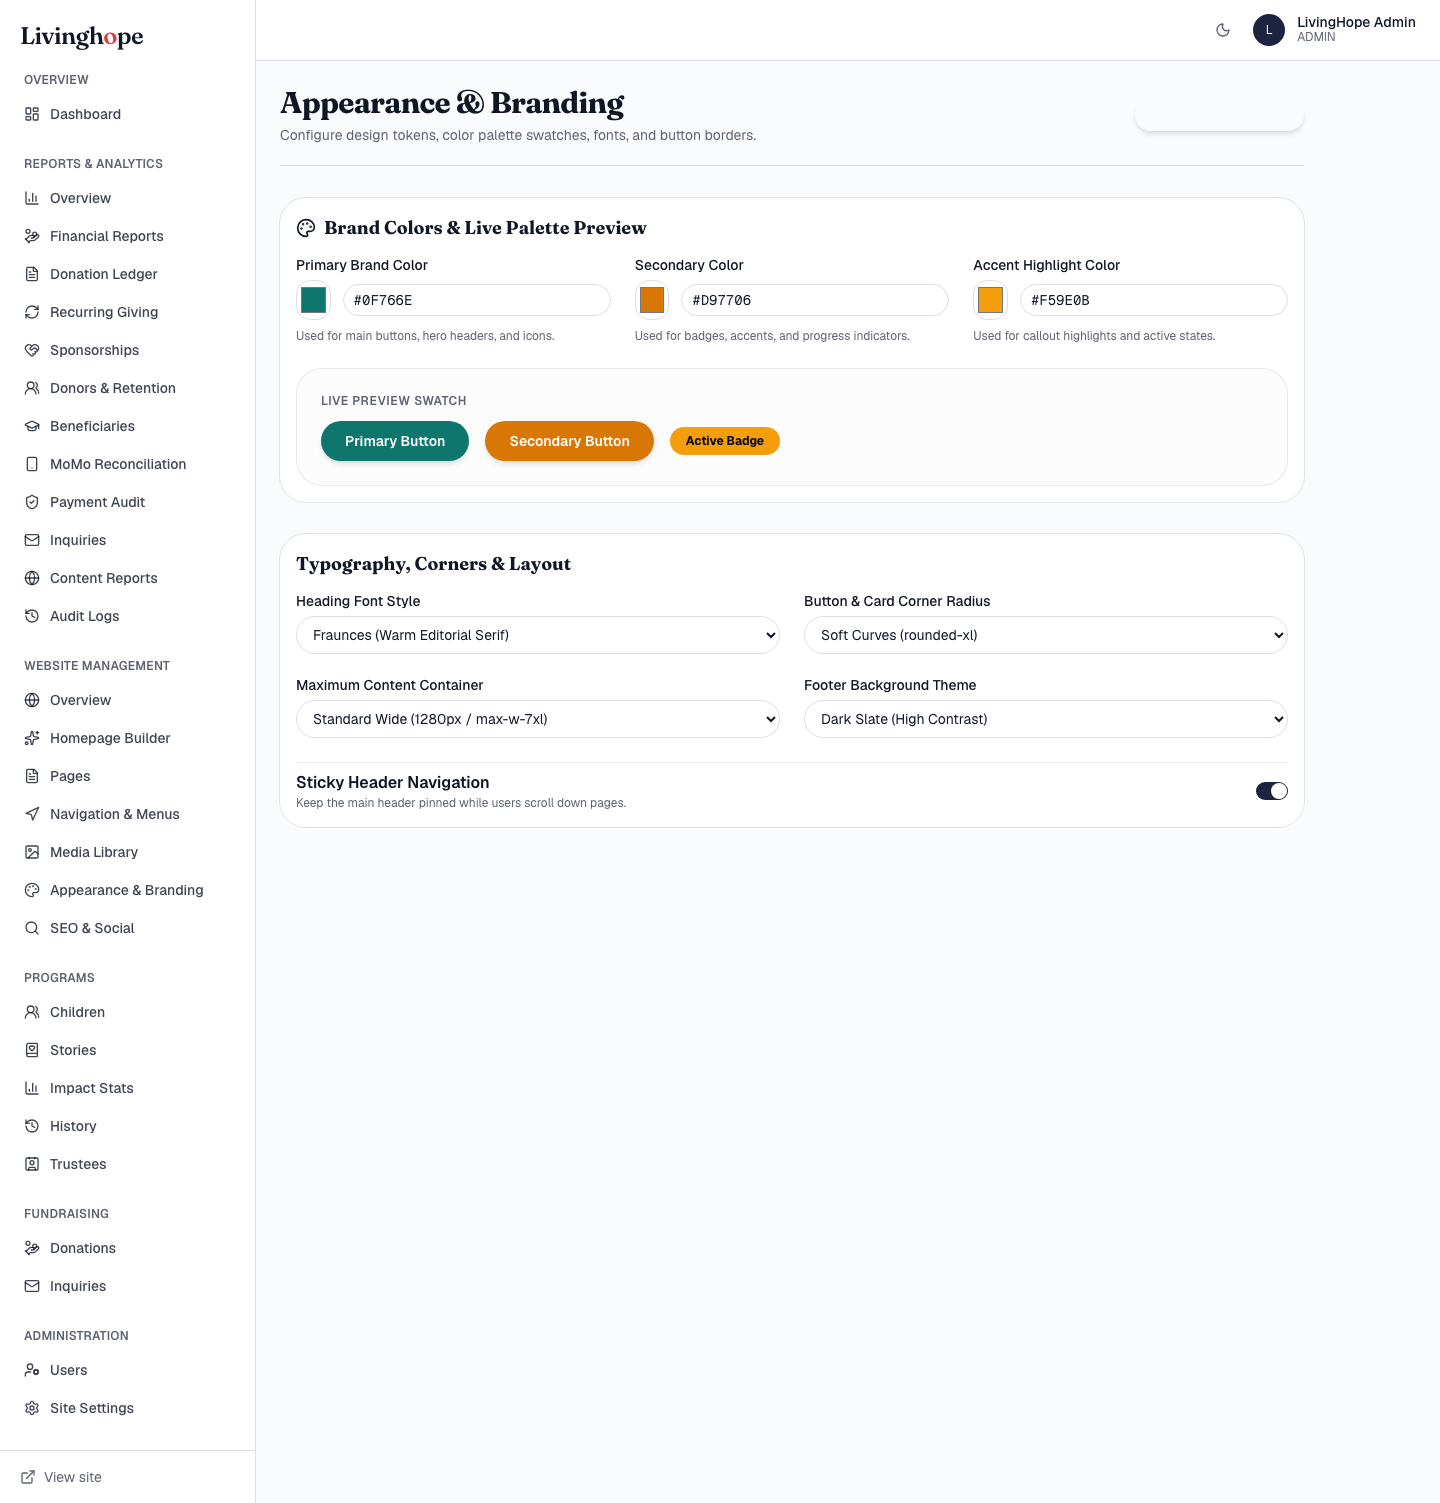 Livinghope
OVERVIEW
Dashboard
REPORTS & ANALYTICS
Overview
Financial Reports
Donation Ledger
Recurring Giving
Sponsorships
Donors & Retention
Beneficiaries
MoMo Reconciliation
Payment Audit
Inquiries
Content Reports
Audit Logs
WEBSITE MANAGEMENT
Overview
Homepage Builder
Pages
Navigation & Menus
Media Library
Appearance & Branding
SEO & Social
PROGRAMS
Children
Stories
Impact Stats
History
Trustees
FUNDRAISING
Donations
Inquiries
ADMINISTRATION
Users
Site Settings
View site
L
LivingHope Admin
ADMIN
Appearance & Branding
Configure design tokens, color palette swatches, fonts, and button borders.
Brand Colors & Live Palette Preview
Primary Brand Color
#0F766E
Used for main buttons, hero headers, and icons.
Secondary Color
#D97706
Used for badges, accents, and progress indicators.
Accent Highlight Color
#F59E0B
Used for callout highlights and active states.
LIVE PREVIEW SWATCH
Primary Button
Secondary Button
Active Badge
Typography, Corners & Layout
Heading Font Style
Fraunces (Warm Editorial Serif)
Button & Card Corner Radius
Soft Curves (rounded-xl)
Maximum Content Container
Standard Wide (1280px / max-w-7xl)
Footer Background Theme
Dark Slate (High Contrast)
Sticky Header Navigation
Keep the main header pinned while users scroll down pages.